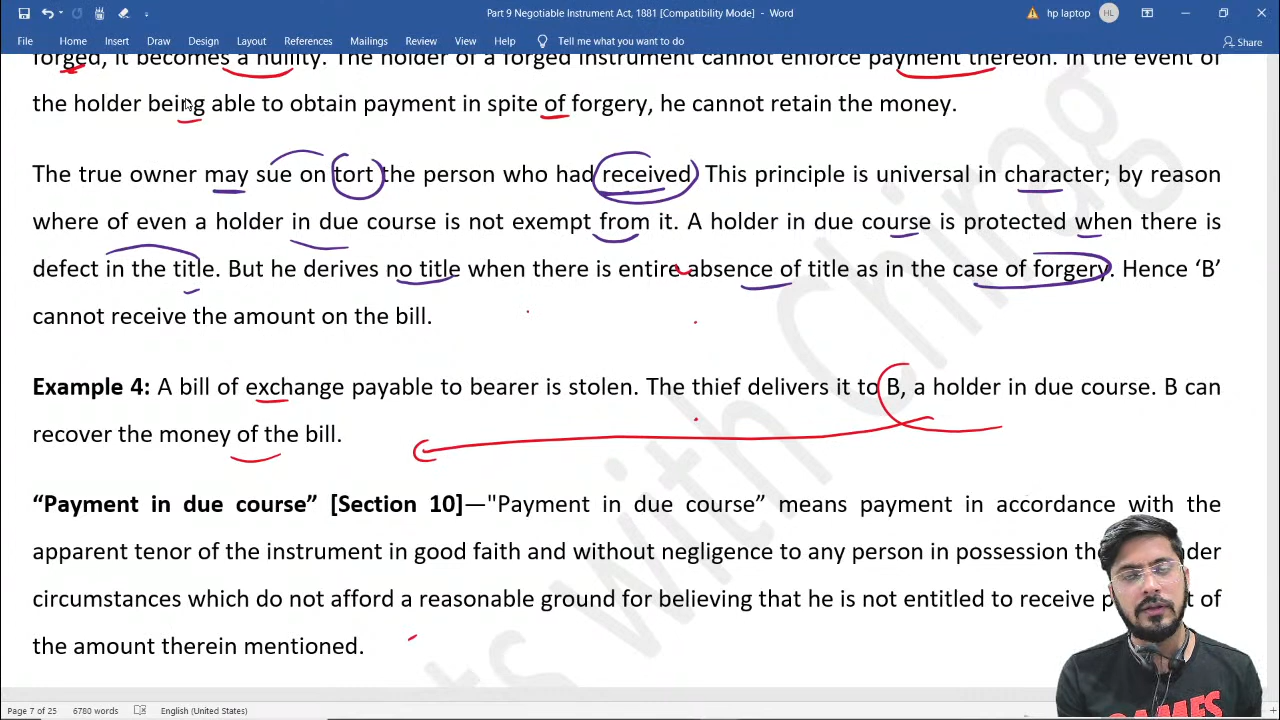 Part 9 Negotiable Instrument Act, 1881 [Compatibility Mode] - Word
hp laptop HL
File Home Insert Draw Design Layout References Mailings Review View Help Tell me what you want to do Share
forged, it becomes a nullity. The holder of a forged instrument cannot enforce payment thereon. In the event of
the holder being able to obtain payment in spite of forgery, he cannot retain the money.
The true owner may sue on tort the person who had received. This principle is universal in character; by reason
where of even a holder in due course is not exempt from it. A holder in due course is protected when there is
defect in the title. But he derives no title when there is entire absence of title as in the case of forgery. Hence ‘B’
cannot receive the amount on the bill.
Example 4: A bill of exchange payable to bearer is stolen. The thief delivers it to B, a holder in due course. B can
recover the money of the bill.
“Payment in due course” [Section 10]—"Payment in due course” means payment in accordance with the
apparent tenor of the instrument in good faith and without negligence to any person in possession
circumstances which do not afford a reasonable ground for believing that he is not entitled to receive of
the amount therein mentioned.
Page 7 of 25 6780 words English (United States)
GAMES